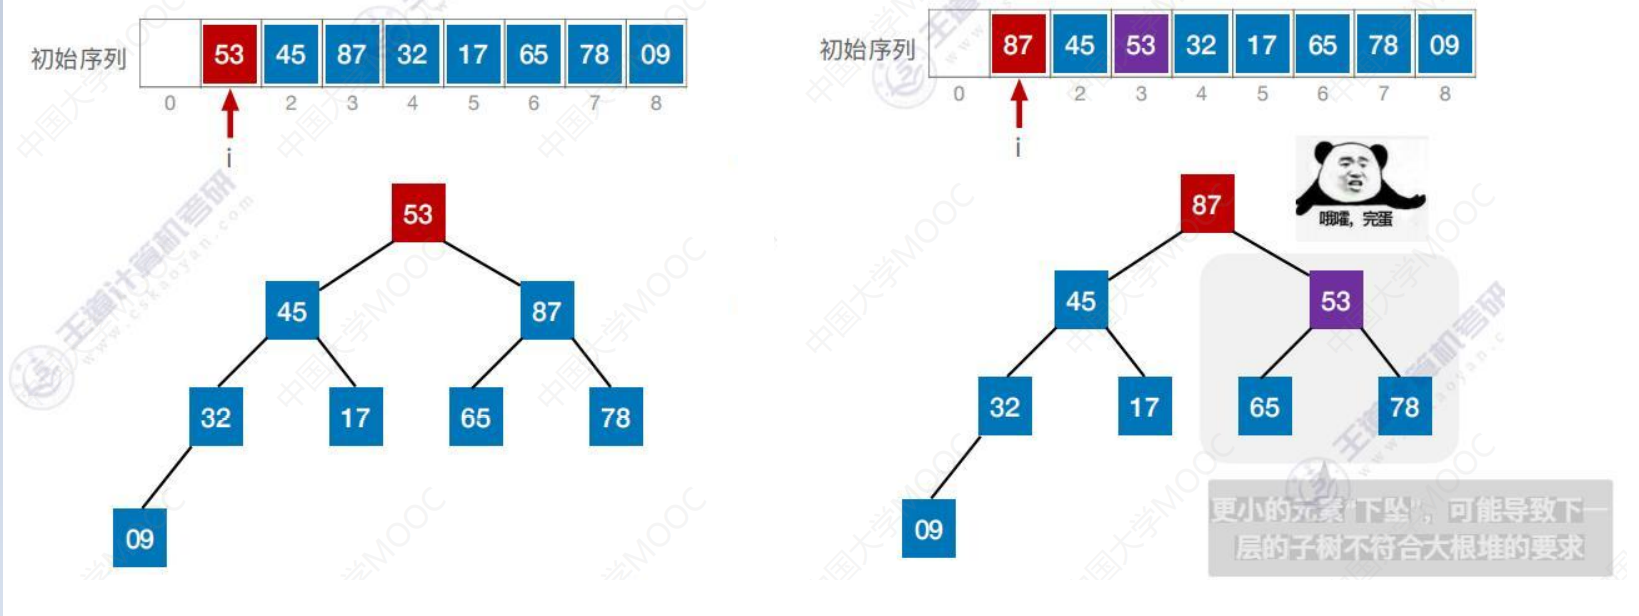 初始序列 53 45 87 32 17 65 78 09
0 2 3 4 5 6 7 8
i
53
45 87
32 17 65 78
09
初始序列 87 45 53 32 17 65 78 09
0 2 3 4 5 6 7 8
i
哦嚯，完蛋
87
45 53
32 17 65 78
09
更小的元素“下坠”，可能导致下一
层的子树不符合大根堆的要求
王道计算机考研
www.cskaoyan.com
中国大学MOOC